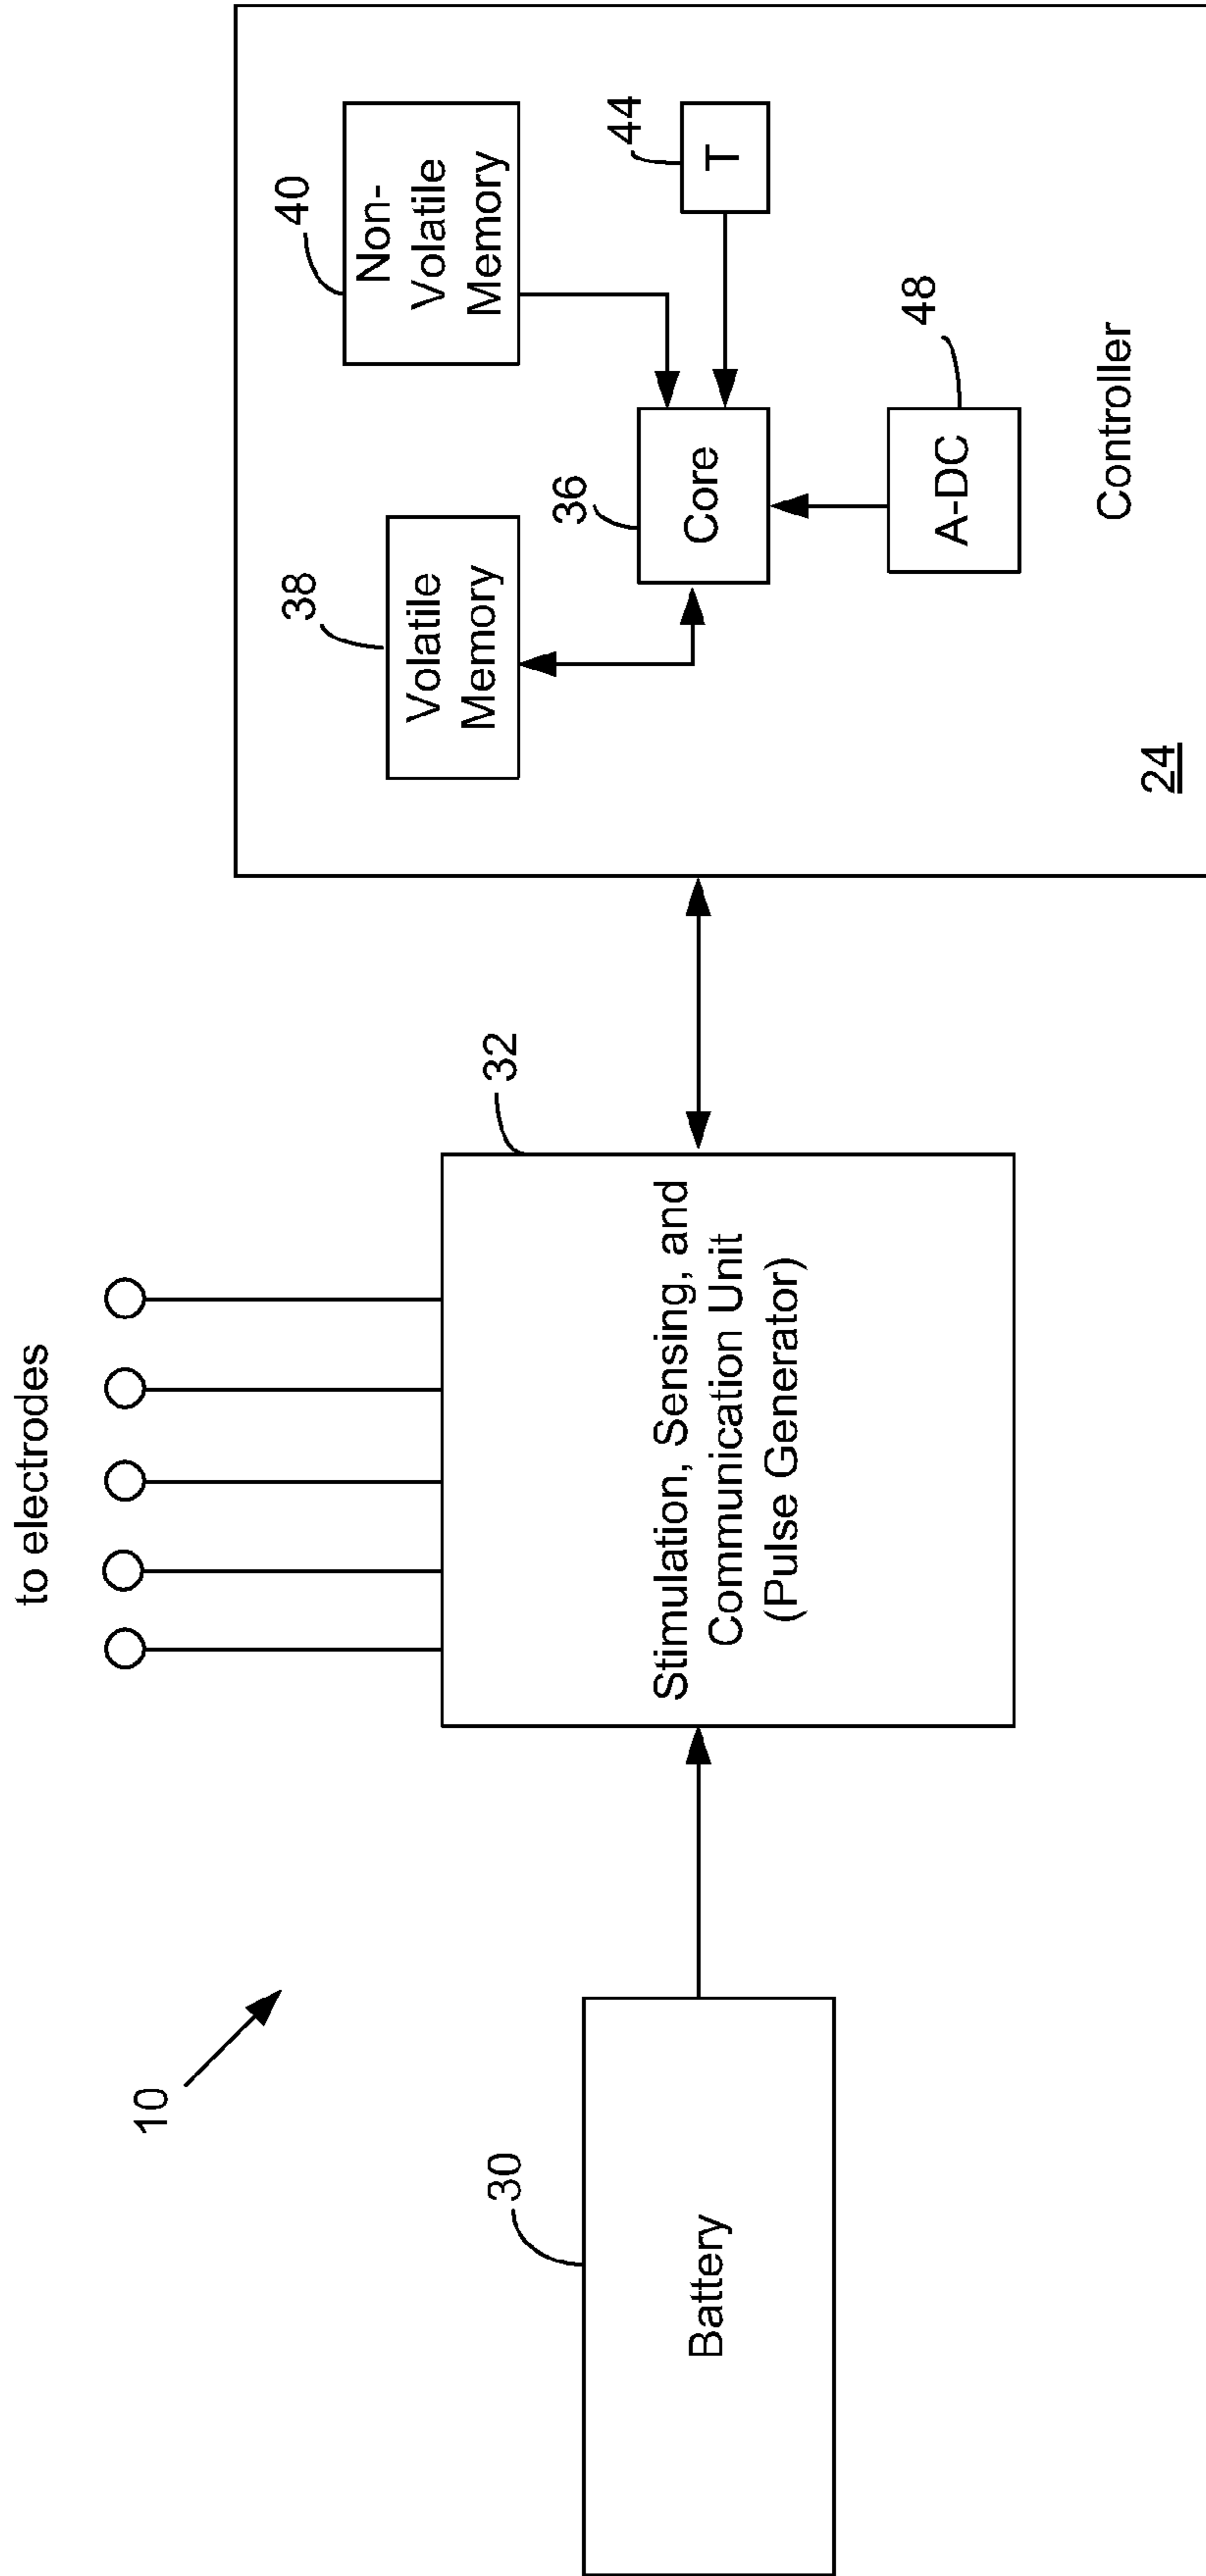 to electrodes
10
30
Battery
32
Stimulation, Sensing, and
Communication Unit
(Pulse Generator)
38
Volatile
Memory
40
Non-
Volatile
Memory
36
Core
44
T
48
A-DC
Controller
24